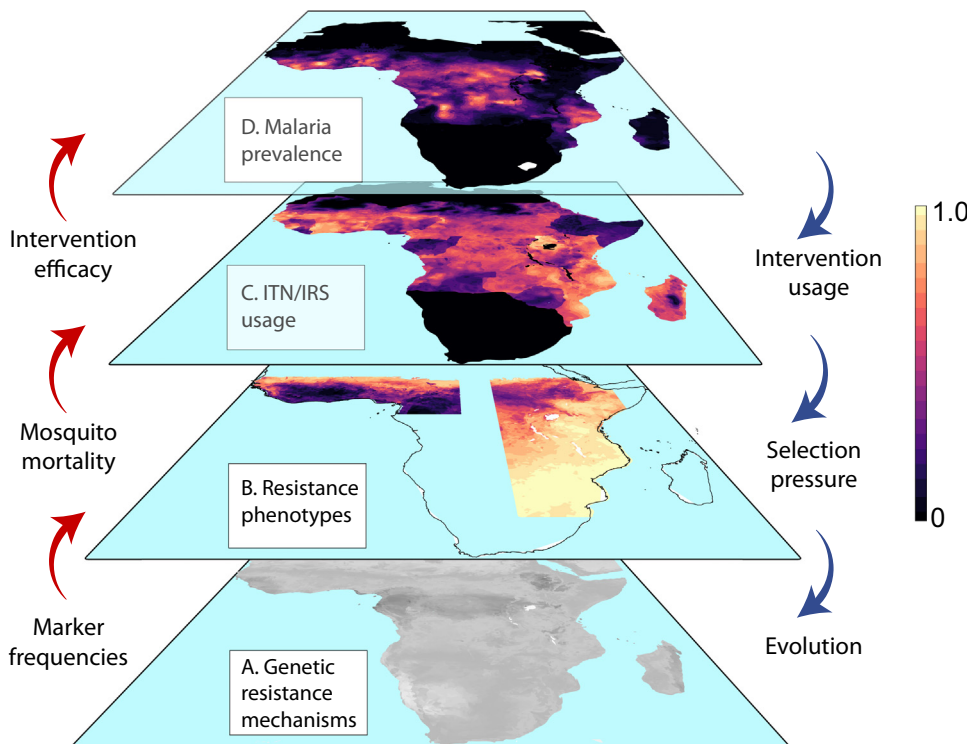 D. Malaria
prevalence
Intervention
efficacy
Intervention
usage
1.0
C. ITN/IRS
usage
Mosquito
mortality
Selection
pressure
B. Resistance
phenotypes
0
Marker
frequencies
Evolution
A. Genetic
resistance
mechanisms